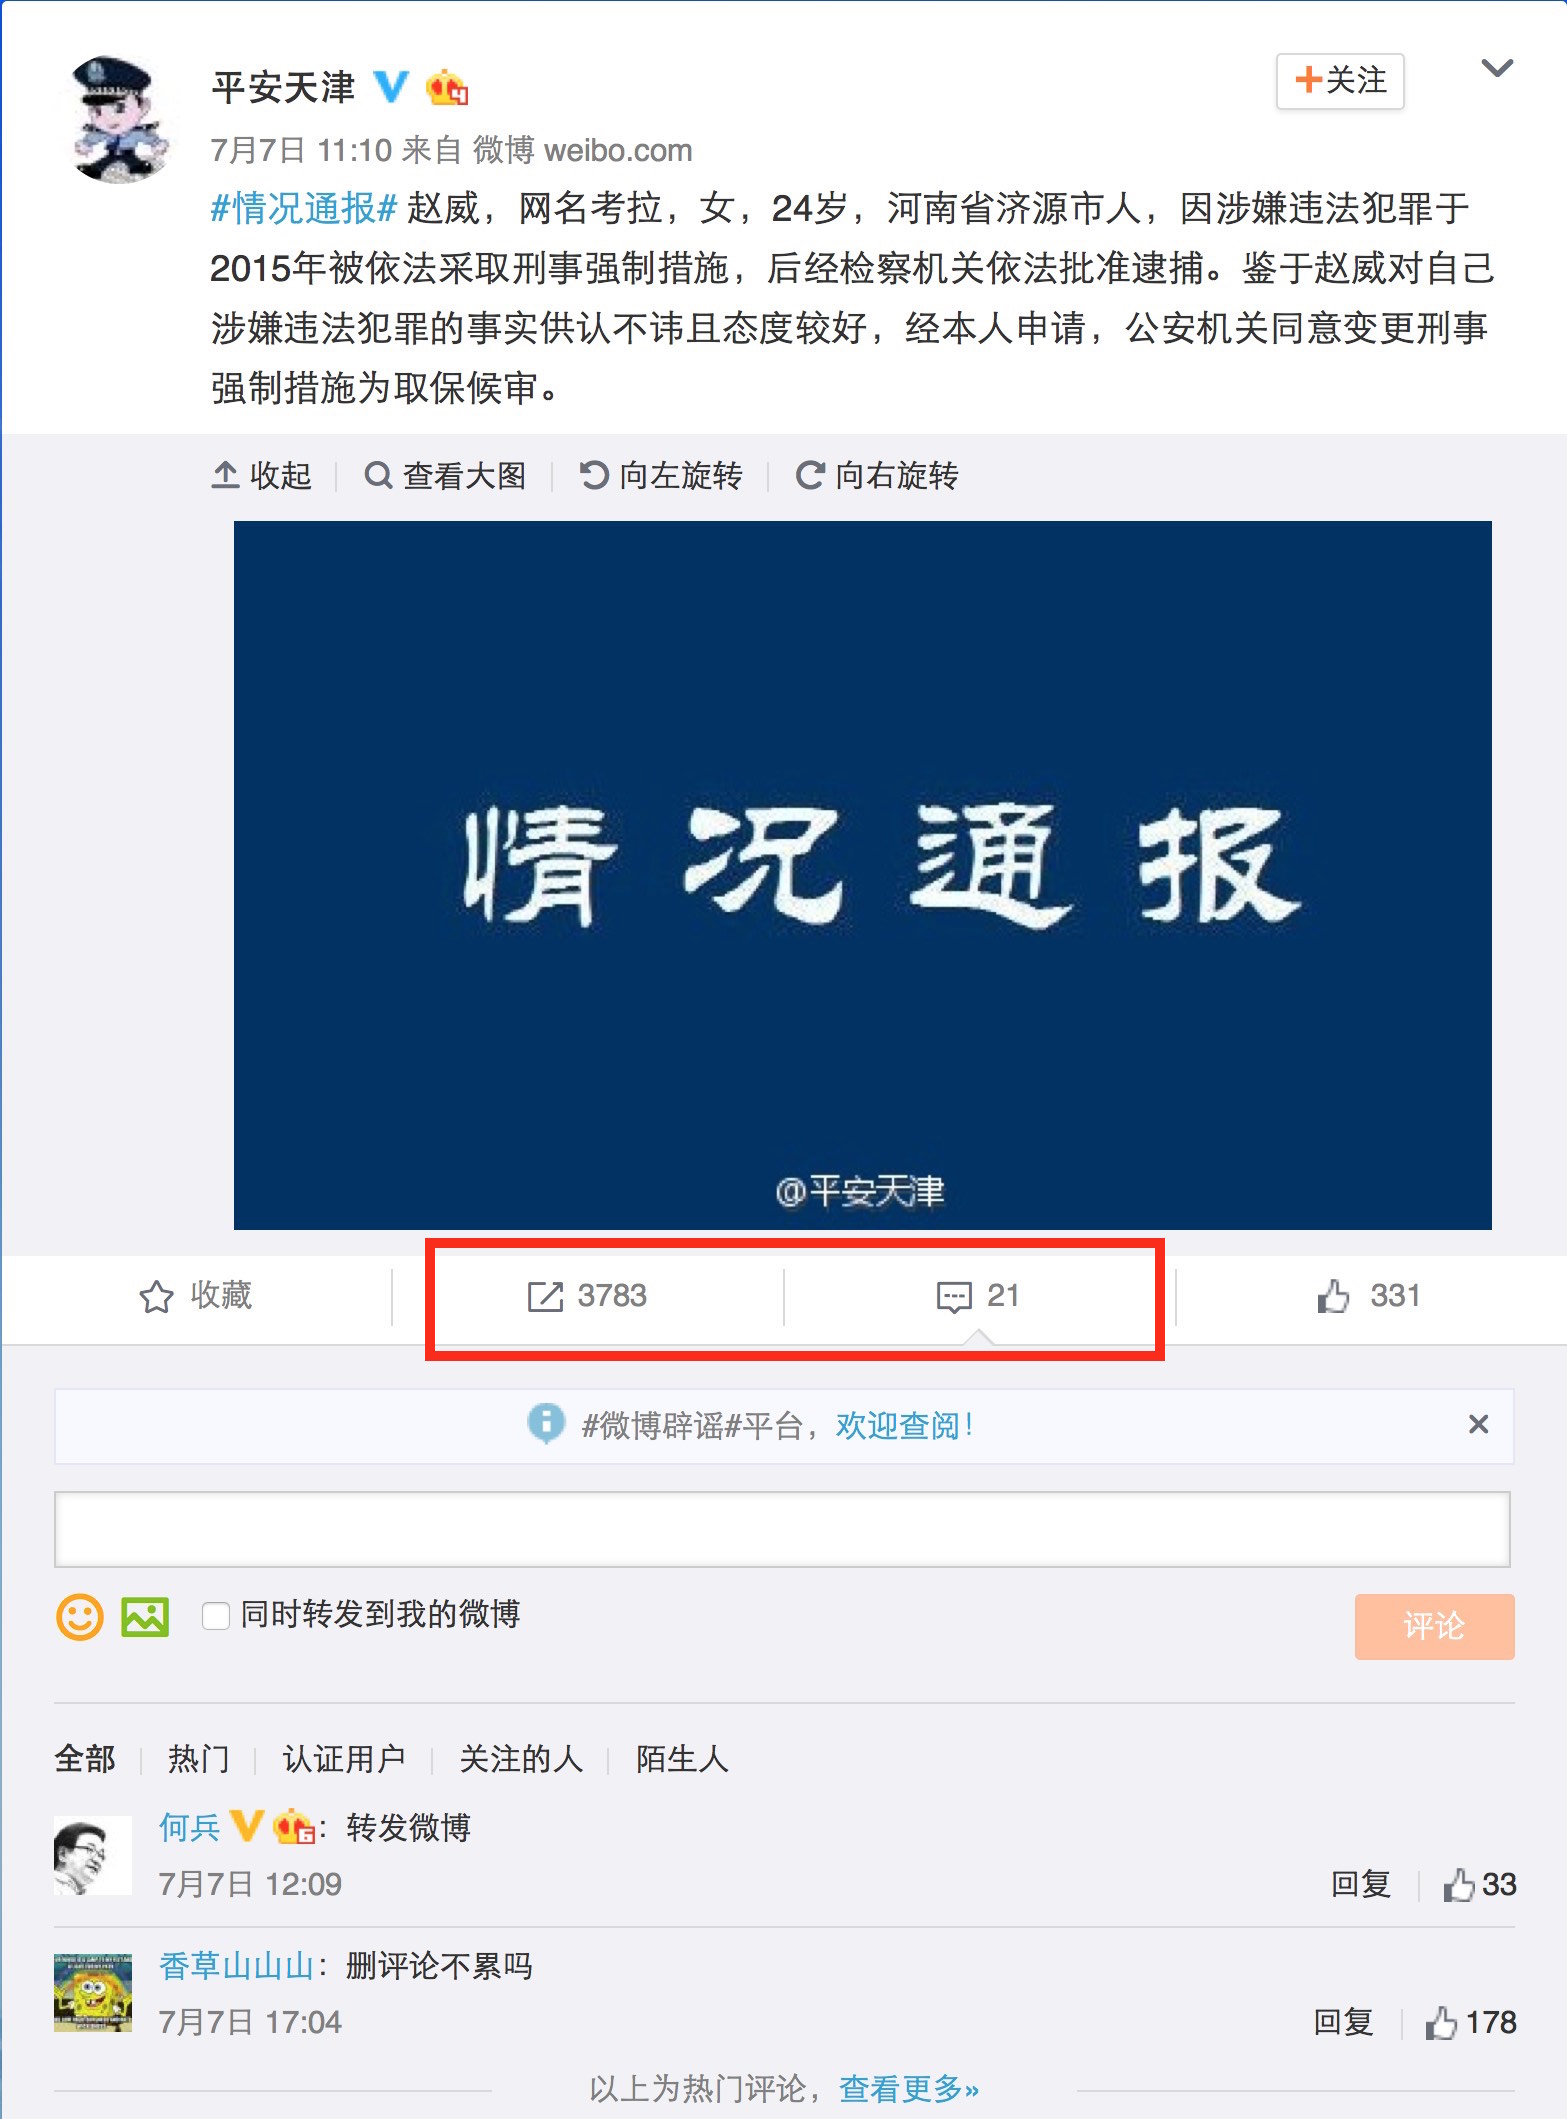 平安天津
4
+关注
7月7日 11:10 来自 微博 weibo.com
#情况通报# 赵威，网名考拉，女，24岁，河南省济源市人，因涉嫌违法犯罪于
2015年被依法采取刑事强制措施，后经检察机关依法批准逮捕。鉴于赵威对自己
涉嫌违法犯罪的事实供认不讳且态度较好，经本人申请，公安机关同意变更刑事
强制措施为取保候审。
收起 查看大图 向左旋转 向右旋转
情况通报
@平安天津
收藏 3783 21 331
#微博辟谣#平台，欢迎查阅！
同时转发到我的微博
评论
全部 热门 认证用户 关注的人 陌生人
何兵 6：转发微博
7月7日 12:09 回复 33
香草山山山：删评论不累吗
7月7日 17:04 回复 178
以上为热门评论，查看更多»